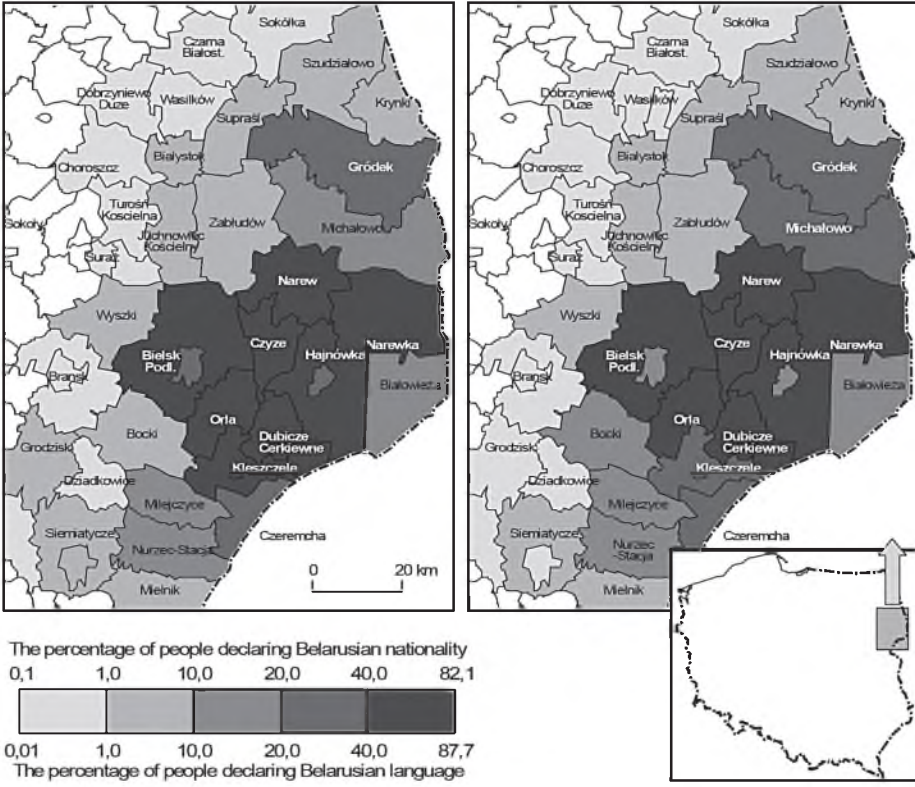 Sokółka
Czarna
Białost.
Szudziałowo
Dobrzyniewo
Duże
Wasilków
Krynki
Supraśl
Choroszcz
Białystok
Gródek
Turośń
Kościelna
Sokoły
Zabłudów
Juchnowiec
Kościelny
Michałowo
Suraż
Narew
Wyszki
Czyże
Narewka
Bielsk
Podl.
Hajnówka
Brańsk
Białowieża
Orla
Bocki
Dubicze
Cerkiewne
Grodzisk
Kleszczele
Dziadkowice
Milejczyce
Siemiatycze
Nurzec-Stacja
Czeremcha
Mielnik
0 20 km
Sokółka
Czarna
Białost.
Szudziałowo
Dobrzyniewo
Duże
Wasilków
Krynki
Supraśl
Choroszcz
Białystok
Gródek
Turośń
Kościelna
Sokoły
Zabłudów
Juchnowiec
Kościelny
Michałowo
Suraż
Narew
Wyszki
Czyże
Narewka
Bielsk
Podl.
Hajnówka
Brańsk
Białowieża
Orla
Bocki
Dubicze
Cerkiewne
Grodzisk
Kleszczele
Dziadkowice
Milejczyce
Siemiatycze
Nurzec
-Stacja
Czeremcha
Mielnik
The percentage of people declaring Belarusian nationality
0,1 1,0 10,0 20,0 40,0 82,1
0,01 1,0 10,0 20,0 40,0 87,7
The percentage of people declaring Belarusian language